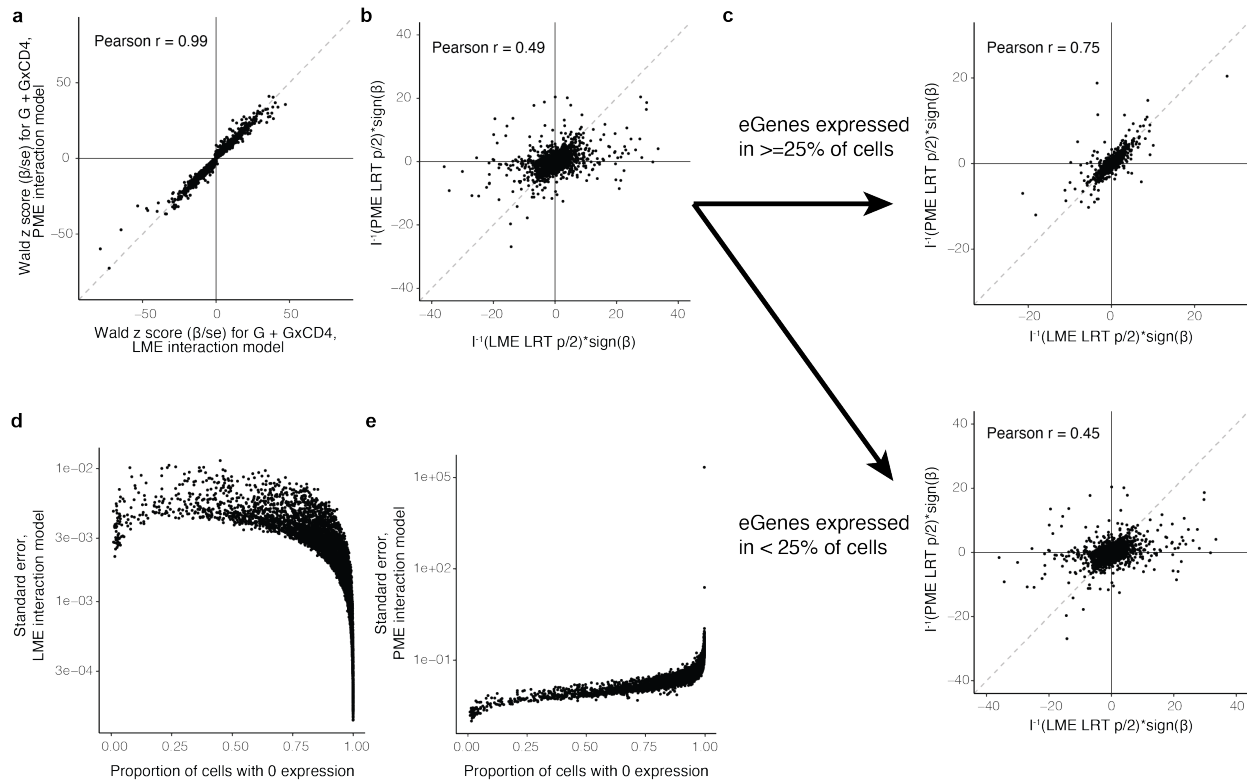 a
Pearson r = 0.99
Wald z score (β/se) for G + GxCD4,
PME interaction model
50
0
−50
−50
0
50
Wald z score (β/se) for G + GxCD4,
LME interaction model
b
Pearson r = 0.49
I⁻¹(PME LRT p/2)*sign(β)
40
20
0
−20
−40
−40
−20
0
20
40
I⁻¹(LME LRT p/2)*sign(β)
c
eGenes expressed
in >=25% of cells
Pearson r = 0.75
I⁻¹(PME LRT p/2)*sign(β)
20
0
−20
−20
0
20
I⁻¹(LME LRT p/2)*sign(β)
eGenes expressed
in < 25% of cells
Pearson r = 0.45
I⁻¹(PME LRT p/2)*sign(β)
40
20
0
−20
−40
−40
−20
0
20
40
I⁻¹(LME LRT p/2)*sign(β)
d
Standard error,
LME interaction model
1e−02
3e−03
1e−03
3e−04
0.00
0.25
0.50
0.75
1.00
Proportion of cells with 0 expression
e
Standard error,
PME interaction model
1e+05
1e+02
1e−01
0.00
0.25
0.50
0.75
1.00
Proportion of cells with 0 expression